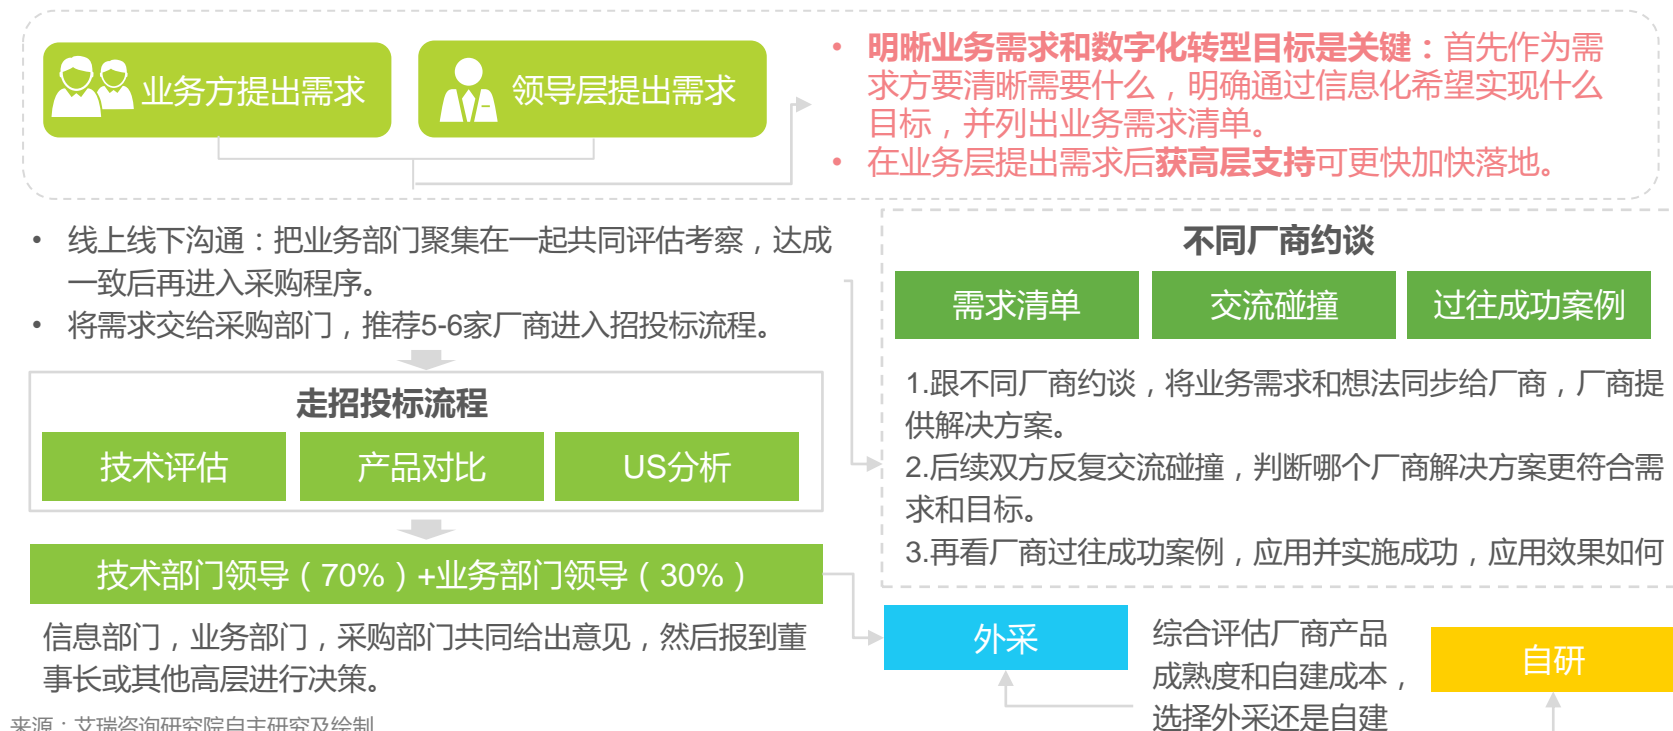 业务方提出需求
领导层提出需求
• 明晰业务需求和数字化转型目标是关键：首先作为需
求方要清晰需要什么，明确通过信息化希望实现什么
目标，并列出业务需求清单。
• 在业务层提出需求后获高层支持可更快加快落地。
• 线上线下沟通：把业务部门聚集在一起共同评估考察，达成
一致后再进入采购程序。
• 将需求交给采购部门，推荐5-6家厂商进入招投标流程。
走招投标流程
技术评估
产品对比
US分析
技术部门领导（70%）+业务部门领导（30%）
信息部门，业务部门，采购部门共同给出意见，然后报到董
事长或其他高层进行决策。
不同厂商约谈
需求清单
交流碰撞
过往成功案例
1.跟不同厂商约谈，将业务需求和想法同步给厂商，厂商提
供解决方案。
2.后续双方反复交流碰撞，判断哪个厂商解决方案更符合需
求和目标。
3.再看厂商过往成功案例，应用并实施成功，应用效果如何
外采
综合评估厂商产品
成熟度和自建成本，
选择外采还是自建
自研
来源：艾瑞咨询研究院自主研究及绘制